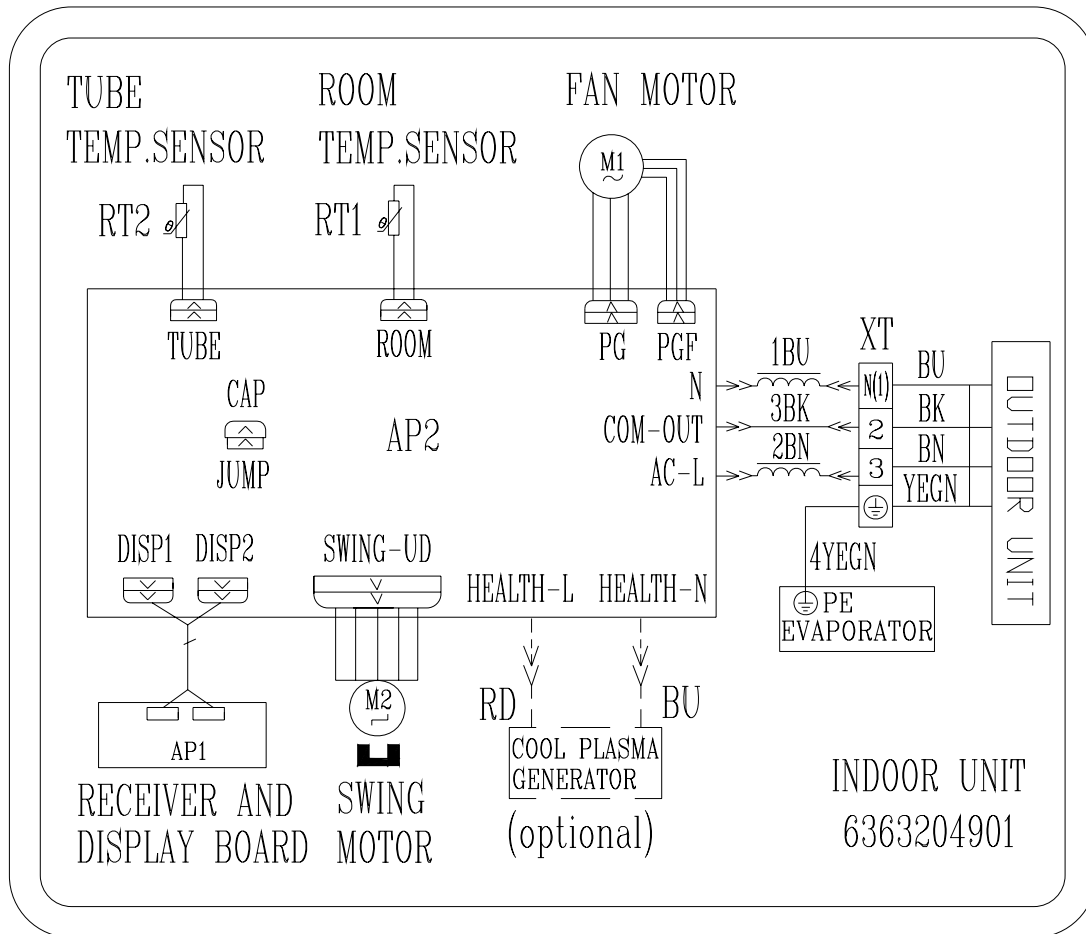 TUBE
TEMP.SENSOR
ROOM
TEMP.SENSOR
FAN MOTOR
M1
RT2
RT1
TUBE
ROOM
PG
PGF
XT
1BU
N
N(1)
BU
3BK
COM-OUT
2
BK
2BN
AC-L
3
BN
YEGN
OUTDOOR UNIT
CAP
JUMP
AP2
DISP1
DISP2
SWING-UD
HEALTH-L
HEALTH-N
4YEGN
PE
EVAPORATOR
M2
RD
BU
AP1
COOL PLASMA
GENERATOR
(optional)
RECEIVER AND
DISPLAY BOARD
SWING
MOTOR
INDOOR UNIT
6363204901